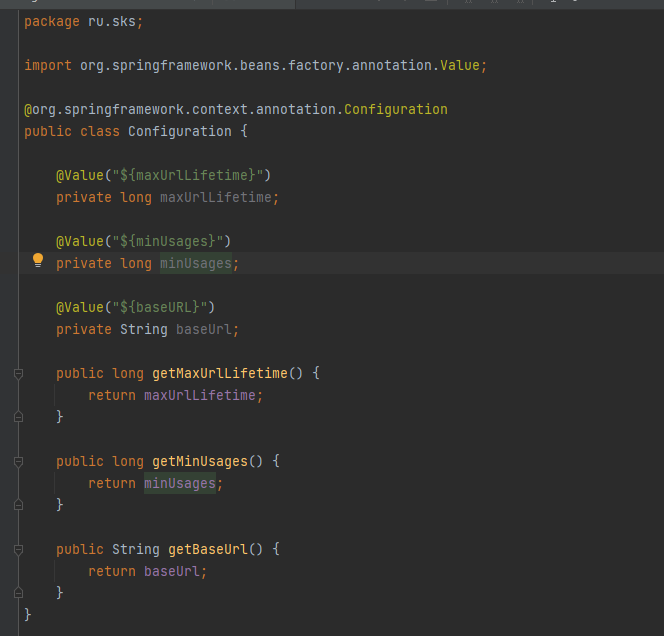 package ru.sks;
import org.springframework.beans.factory.annotation.Value;
@org.springframework.context.annotation.Configuration
public class Configuration {
@Value("${maxUrlLifetime}")
private long maxUrlLifetime;
@Value("${minUsages}")
private long minUsages;
@Value("${baseURL}")
private String baseUrl;
public long getMaxUrlLifetime() {
return maxUrlLifetime;
}
public long getMinUsages() {
return minUsages;
}
public String getBaseUrl() {
return baseUrl;
}
}